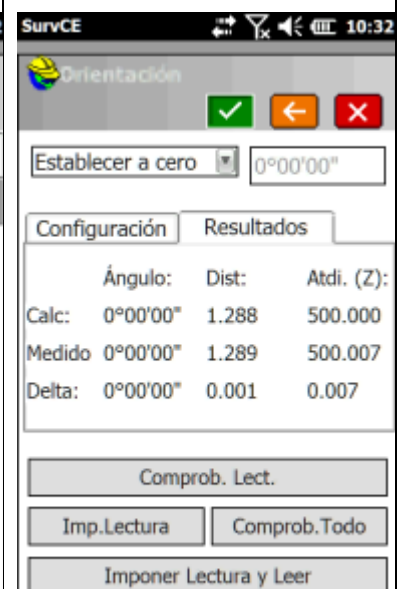 SurvCE 10:32
Orientación
Establecer a cero 0°00'00"
Configuración Resultados
Ángulo: Dist: Atdi. (Z):
Calc: 0°00'00" 1.288 500.000
Medido 0°00'00" 1.289 500.007
Delta: 0°00'00" 0.001 0.007
Comprob. Lect.
Imp.Lectura Comprob.Todo
Imponer Lectura y Leer